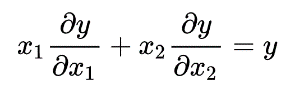 x₁ ∂y/∂x₁ + x₂ ∂y/∂x₂ = y